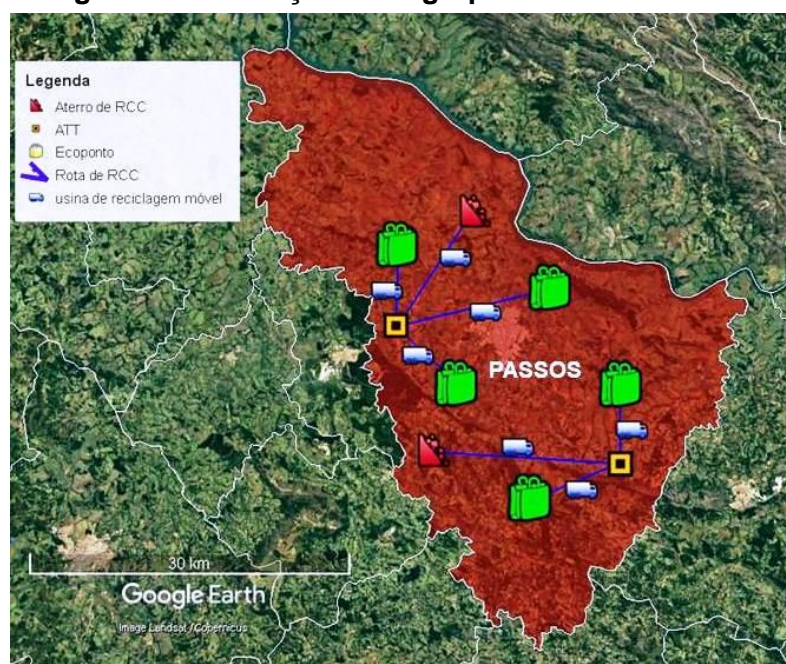 Legenda
Aterro de RCC
ATT
Ecoponto
Rota de RCC
usina de reciclagem móvel
PASSOS
30 km
Google Earth
Image Landsat / Copernicus